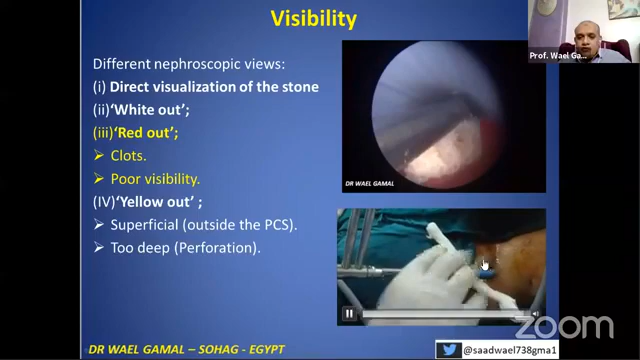 Visibility
Prof. Wael Ga...
Different nephroscopic views:
(i) Direct visualization of the stone
(ii)‘White out’;
(iii)‘Red out’;
➢ Clots.
➢ Poor visibility.
(IV)‘Yellow out’ ;
➢ Superficial (outside the PCS).
➢ Too deep (Perforation).
DR WAEL GAMAL
zoom
DR WAEL GAMAL – SOHAG - EGYPT
@saadwael738gma1